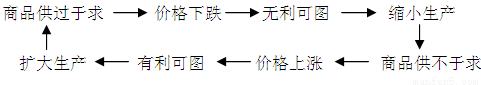 商品供过于求 价格下跌 无利可图 缩小生产
扩大生产 有利可图 价格上涨 商品供不于求